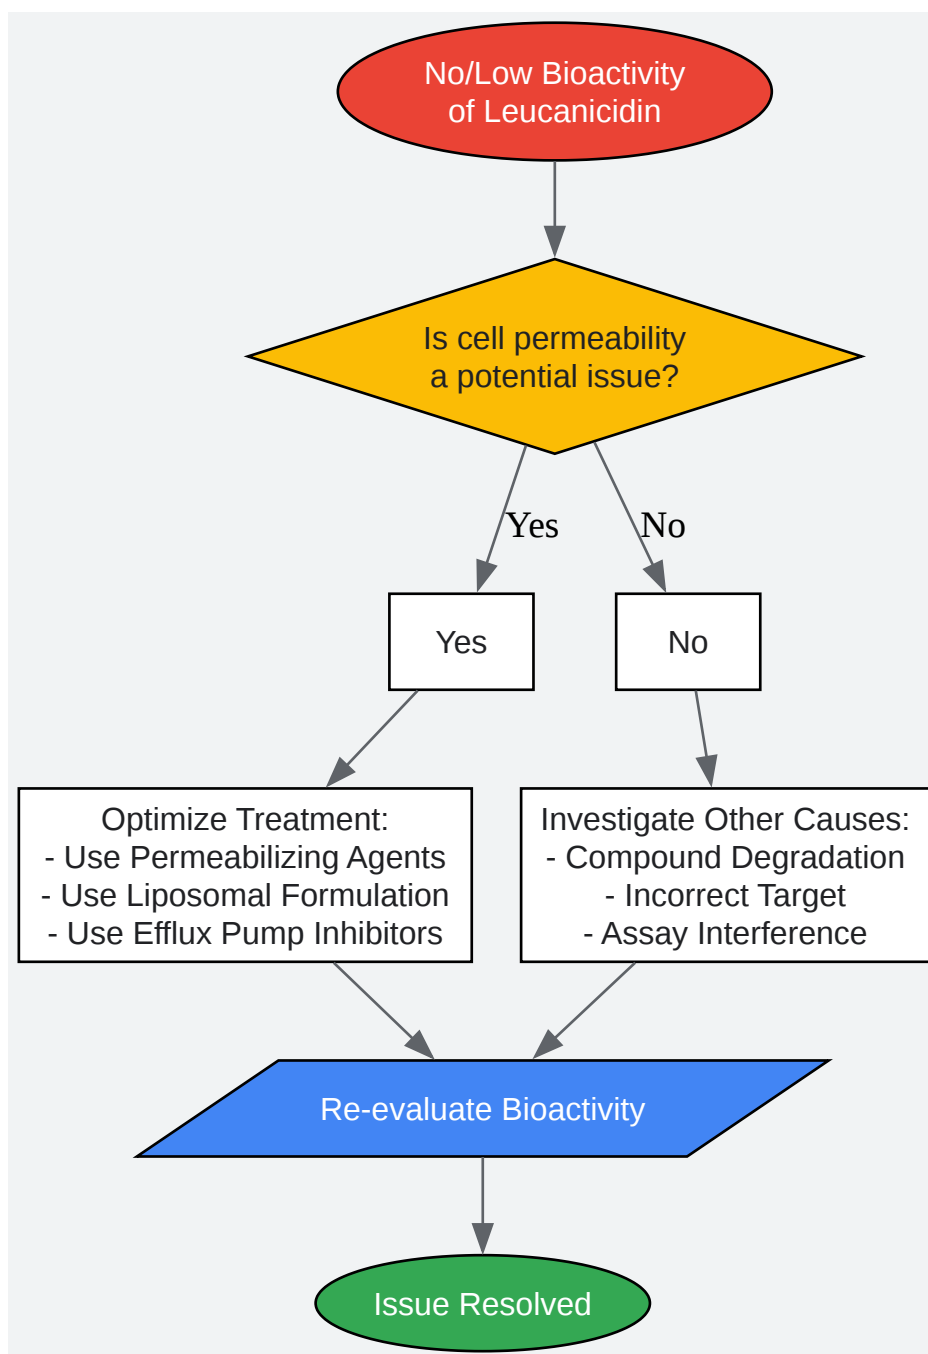 No/Low Bioactivity
of Leucanicidin
Is cell permeability
a potential issue?
Yes
No
Yes
No
Optimize Treatment:
- Use Permeabilizing Agents
- Use Liposomal Formulation
- Use Efflux Pump Inhibitors
Investigate Other Causes:
- Compound Degradation
- Incorrect Target
- Assay Interference
Re-evaluate Bioactivity
Issue Resolved